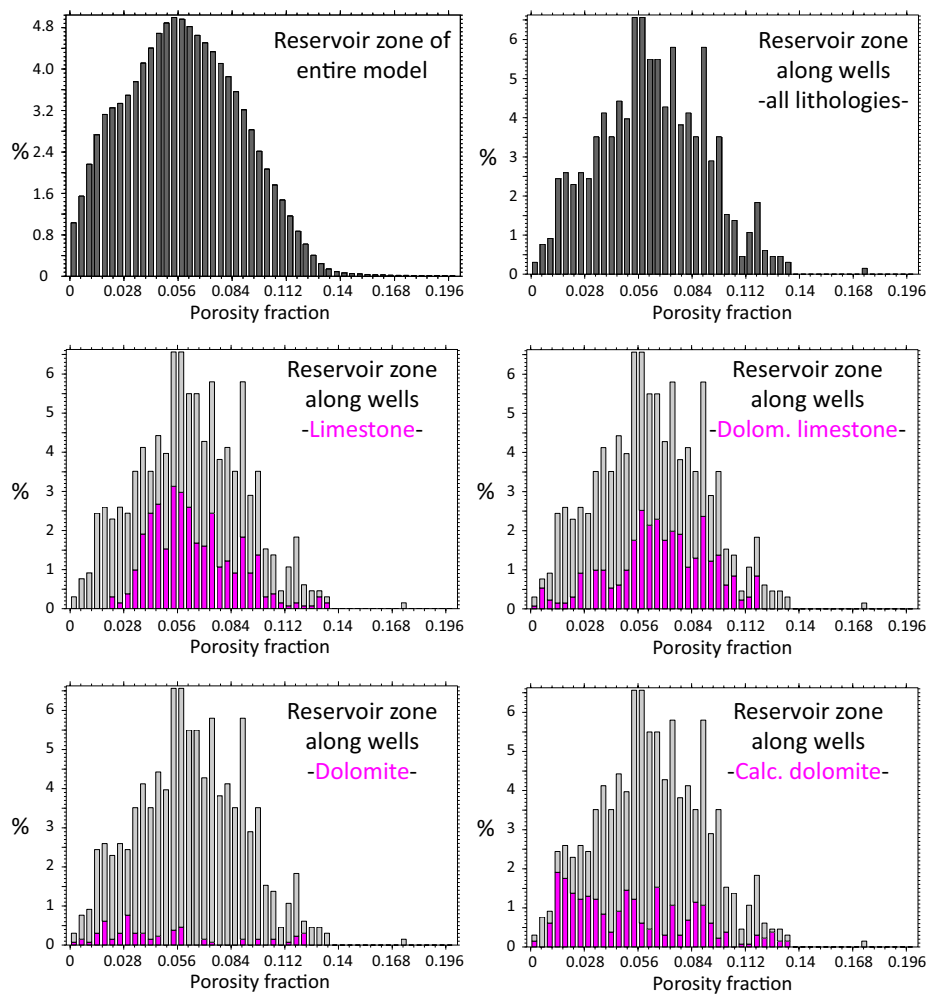 Reservoir zone of
entire model
%
4.8
4.0
3.2
2.4
1.6
0.8
0
0 0.028 0.056 0.084 0.112 0.14 0.168 0.196
Porosity fraction
Reservoir zone
along wells
-all lithologies-
%
6
5
4
3
2
1
0
0 0.028 0.056 0.084 0.112 0.14 0.168 0.196
Porosity fraction
Reservoir zone
along wells
-Limestone-
%
6
5
4
3
2
1
0
0 0.028 0.056 0.084 0.112 0.14 0.168 0.196
Porosity fraction
Reservoir zone
along wells
-Dolom. limestone-
%
6
5
4
3
2
1
0
0 0.028 0.056 0.084 0.112 0.14 0.168 0.196
Porosity fraction
Reservoir zone
along wells
-Dolomite-
%
6
5
4
3
2
1
0
0 0.028 0.056 0.084 0.112 0.14 0.168 0.196
Porosity fraction
Reservoir zone
along wells
-Calc. dolomite-
%
6
5
4
3
2
1
0
0 0.028 0.056 0.084 0.112 0.14 0.168 0.196
Porosity fraction